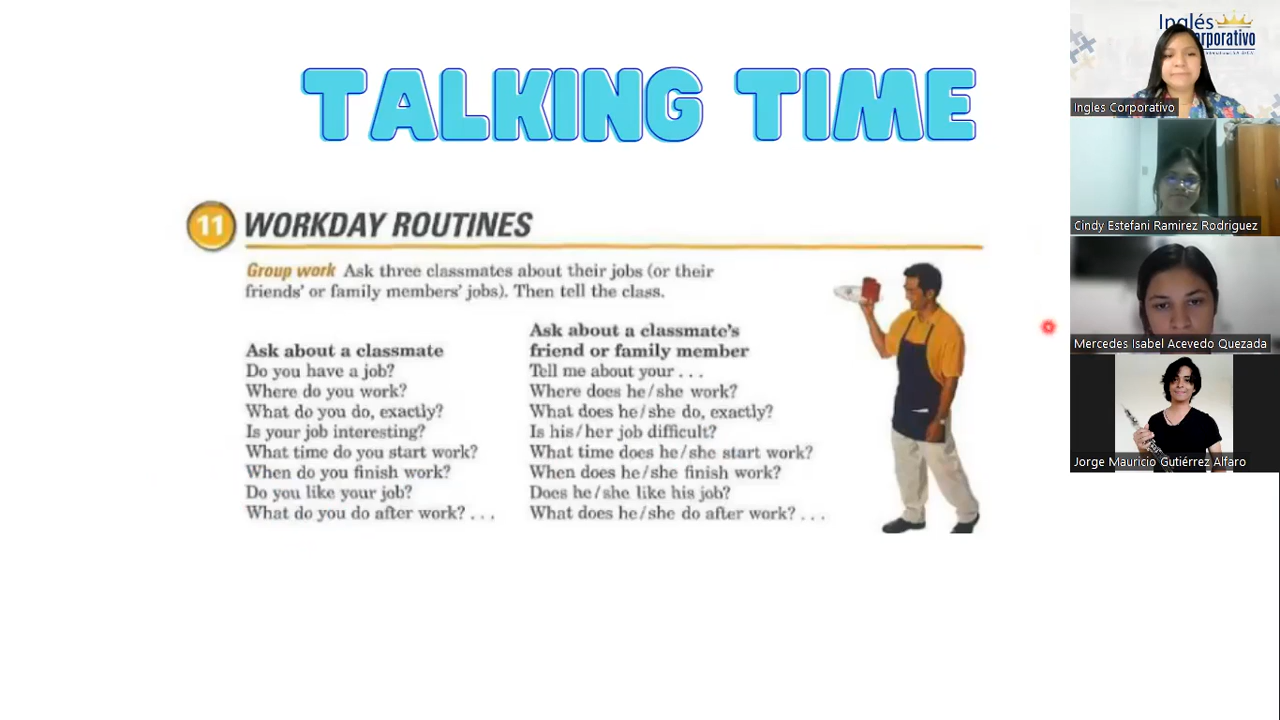 TALKING TIME
11 WORKDAY ROUTINES
Group work Ask three classmates about their jobs (or their
friends' or family members' jobs). Then tell the class.
Ask about a classmate
Do you have a job?
Where do you work?
What do you do, exactly?
Is your job interesting?
What time do you start work?
When do you finish work?
Do you like your job?
What do you do after work? . . .
Ask about a classmate's
friend or family member
Tell me about your . . .
Where does he/she work?
What does he/she do, exactly?
Is his/her job difficult?
What time does he/she start work?
When does he/she finish work?
Does he/she like his job?
What does he/she do after work? . . .
Inglés
Corporativo
Ingles Corporativo
Cindy Estefani Ramirez Rodriguez
Mercedes Isabel Acevedo Quezada
Jorge Mauricio Gutiérrez Alfaro